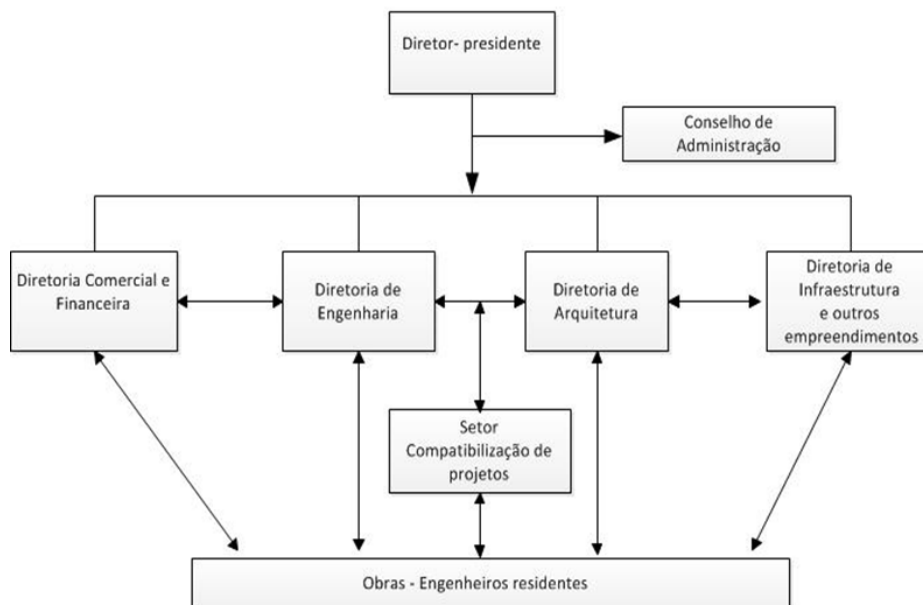 Diretor- presidente
Conselho de
Administração
Diretoria Comercial e
Financeira
Diretoria de
Engenharia
Diretoria de
Arquitetura
Diretoria de
Infraestrutura
e outros
empreendimentos
Setor
Compatibilização de
projetos
Obras - Engenheiros residentes